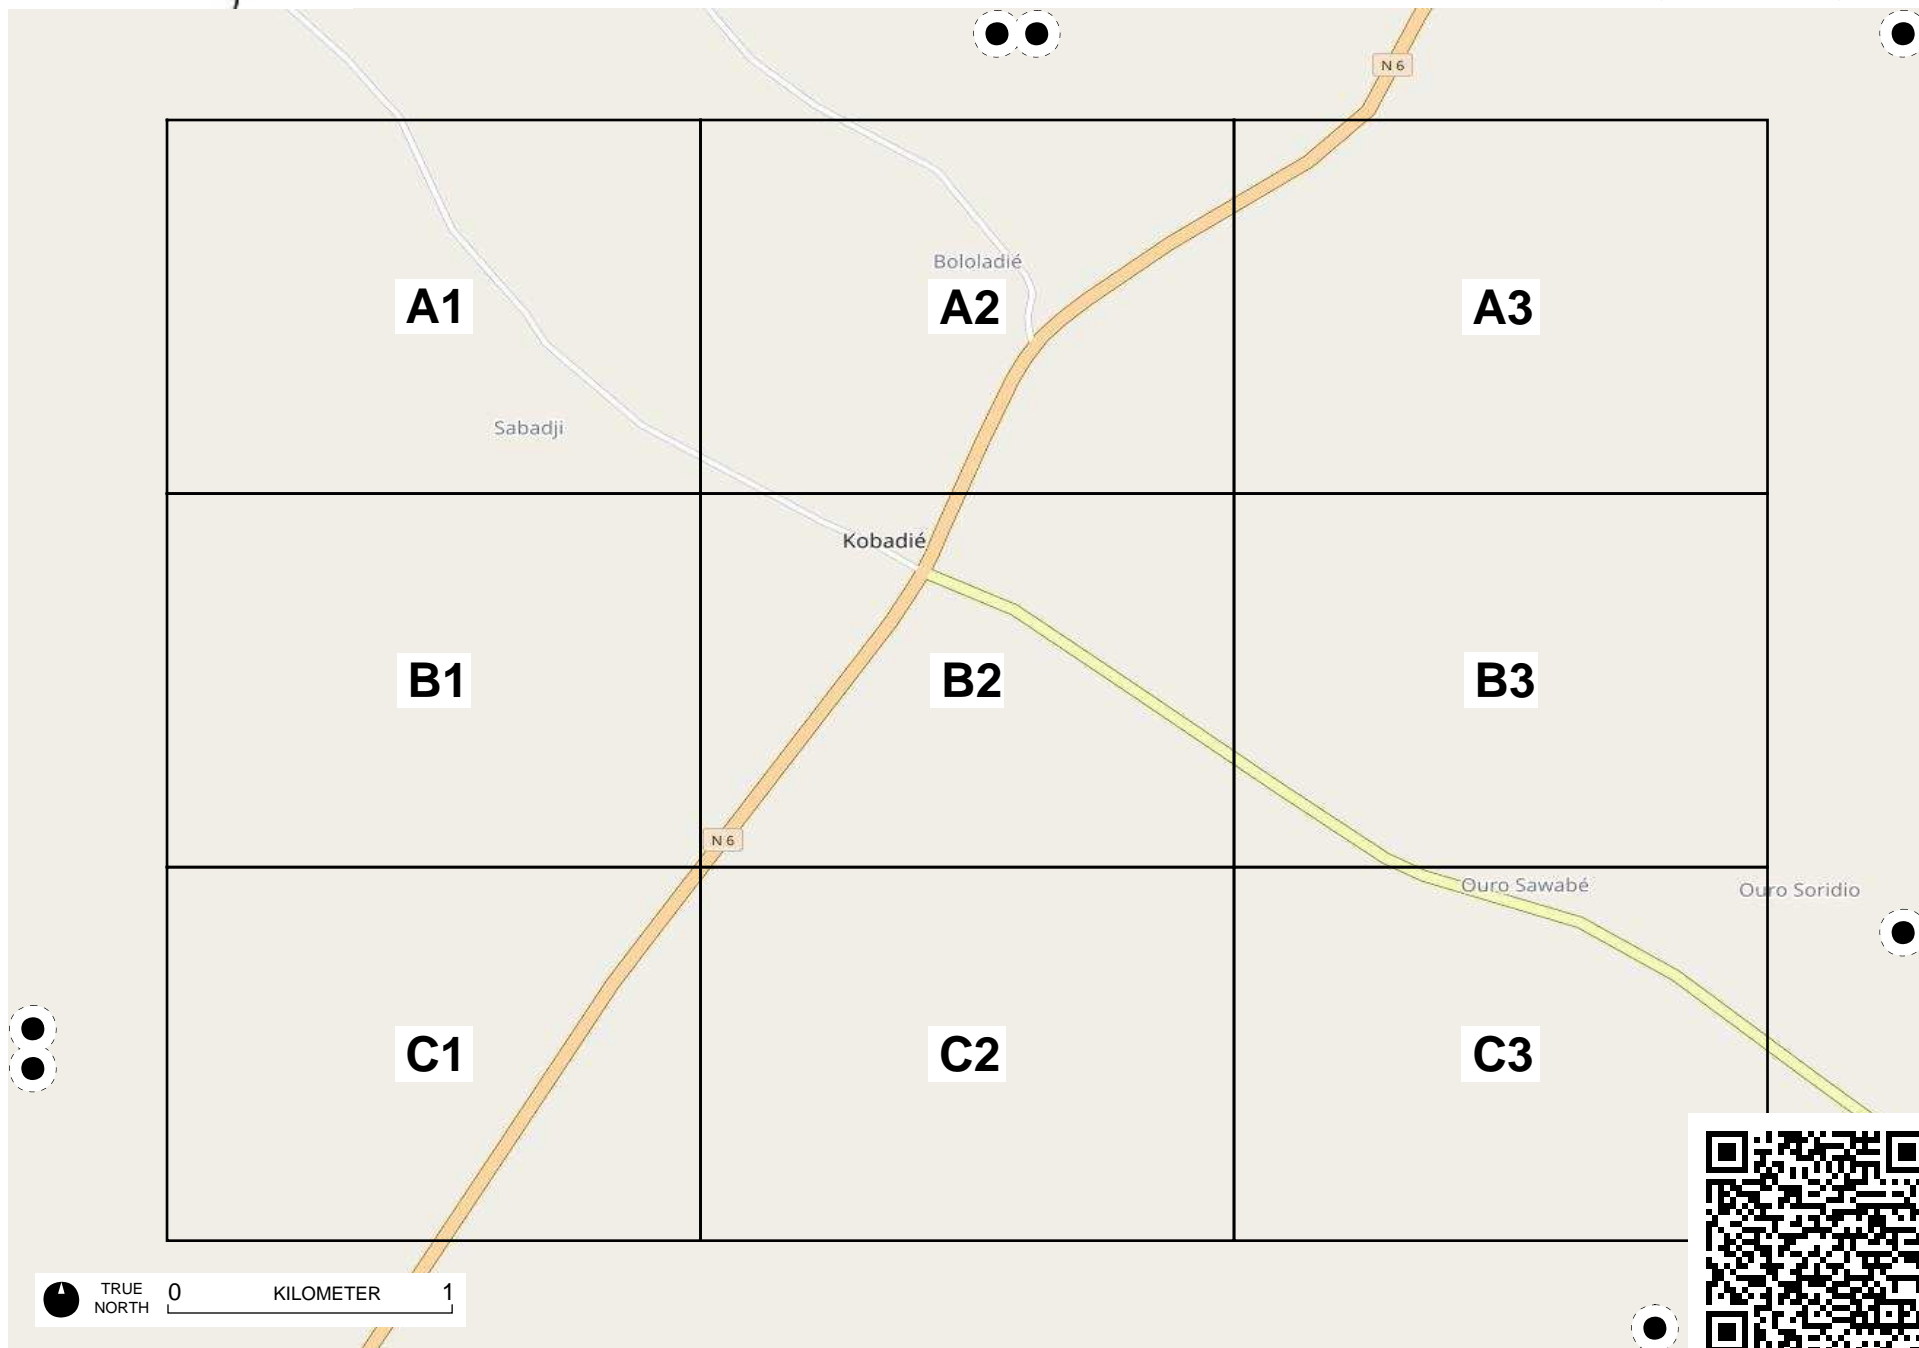 N 6
Bololadié
A1
A2
A3
Sabadji
Kobadié
B1
B2
B3
N 6
Ouro Sawabé
Ouro Soridio
C1
C2
C3
TRUE
NORTH
0 KILOMETER 1